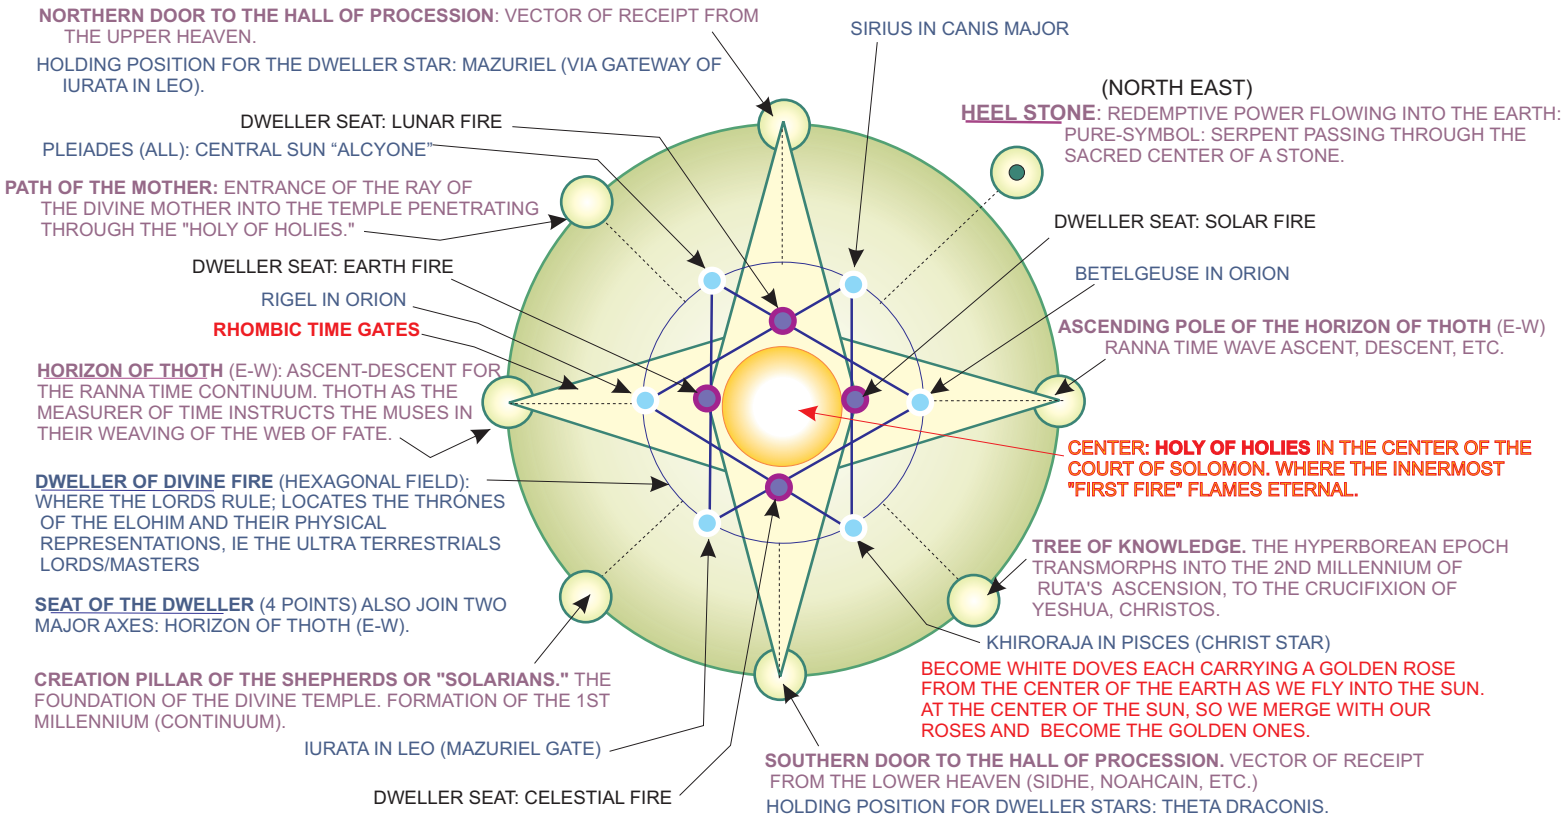 NORTHERN DOOR TO THE HALL OF PROCESSION: VECTOR OF RECEIPT FROM
THE UPPER HEAVEN.
HOLDING POSITION FOR THE DWELLER STAR: MAZURIEL (VIA GATEWAY OF
IURATA IN LEO).
DWELLER SEAT: LUNAR FIRE
PLEIADES (ALL): CENTRAL SUN “ALCYONE”
PATH OF THE MOTHER: ENTRANCE OF THE RAY OF
THE DIVINE MOTHER INTO THE TEMPLE PENETRATING
THROUGH THE "HOLY OF HOLIES."
DWELLER SEAT: EARTH FIRE
RIGEL IN ORION
RHOMBIC TIME GATES
HORIZON OF THOTH (E-W): ASCENT-DESCENT FOR
THE RANNA TIME CONTINUUM. THOTH AS THE
MEASURER OF TIME INSTRUCTS THE MUSES IN
THEIR WEAVING OF THE WEB OF FATE.
DWELLER OF DIVINE FIRE (HEXAGONAL FIELD):
WHERE THE LORDS RULE; LOCATES THE THRONES
OF THE ELOHIM AND THEIR PHYSICAL
REPRESENTATIONS, IE THE ULTRA TERRESTRIALS
LORDS/MASTERS
SEAT OF THE DWELLER (4 POINTS) ALSO JOIN TWO
MAJOR AXES: HORIZON OF THOTH (E-W).
CREATION PILLAR OF THE SHEPHERDS OR "SOLARIANS." THE
FOUNDATION OF THE DIVINE TEMPLE. FORMATION OF THE 1ST
MILLENNIUM (CONTINUUM).
IURATA IN LEO (MAZURIEL GATE)
DWELLER SEAT: CELESTIAL FIRE
SIRIUS IN CANIS MAJOR
(NORTH EAST)
HEEL STONE: REDEMPTIVE POWER FLOWING INTO THE EARTH:
PURE-SYMBOL: SERPENT PASSING THROUGH THE
SACRED CENTER OF A STONE.
DWELLER SEAT: SOLAR FIRE
BETELGEUSE IN ORION
ASCENDING POLE OF THE HORIZON OF THOTH (E-W)
RANNA TIME WAVE ASCENT, DESCENT, ETC.
CENTER: HOLY OF HOLIES IN THE CENTER OF THE
COURT OF SOLOMON. WHERE THE INNERMOST
"FIRST FIRE" FLAMES ETERNAL.
TREE OF KNOWLEDGE. THE HYPERBOREAN EPOCH
TRANSMORPHS INTO THE 2ND MILLENNIUM OF
RUTA'S ASCENSION, TO THE CRUCIFIXION OF
YESHUA, CHRISTOS.
KHIRORAJA IN PISCES (CHRIST STAR)
BECOME WHITE DOVES EACH CARRYING A GOLDEN ROSE
FROM THE CENTER OF THE EARTH AS WE FLY INTO THE SUN.
AT THE CENTER OF THE SUN, SO WE MERGE WITH OUR
ROSES AND BECOME THE GOLDEN ONES.
SOUTHERN DOOR TO THE HALL OF PROCESSION. VECTOR OF RECEIPT
FROM THE LOWER HEAVEN (SIDHE, NOAHCAIN, ETC.)
HOLDING POSITION FOR DWELLER STARS: THETA DRACONIS.